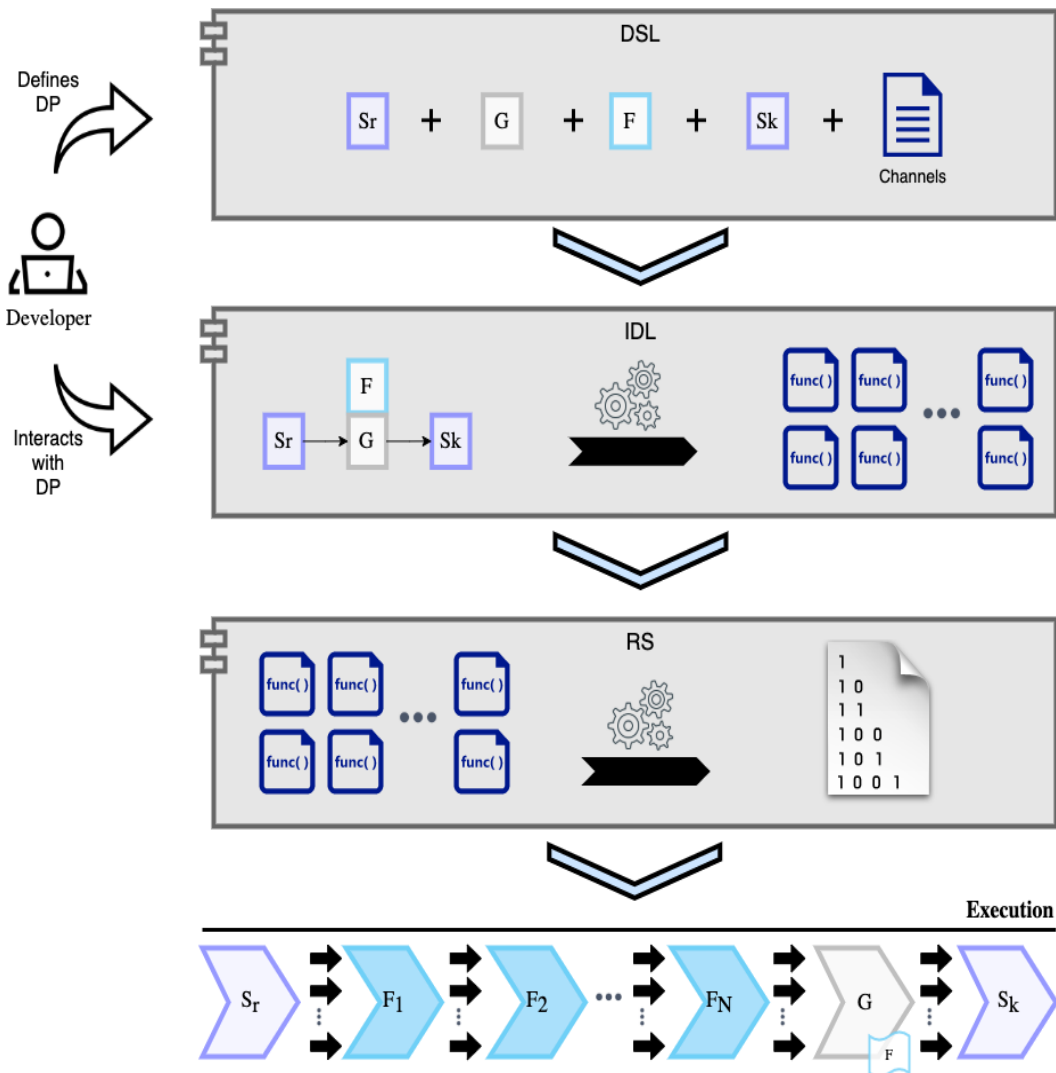 DSL
Defines
DP
Sr + G + F + Sk +
Channels
Developer
Interacts
with
DP
IDL
F
Sr G Sk
func( ) func( ) func( )
func( ) func( ) func( )
RS
func( ) func( ) func( )
func( ) func( ) func( )
1
1 0
1 1
1 0 0
1 0 1
1 0 0 1
Execution
Sr F1 F2 FN G Sk
F